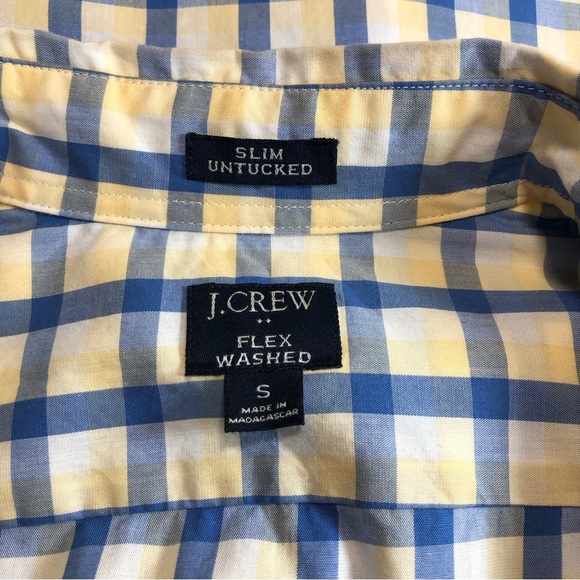 SLIM
UNTUCKED
J.CREW
FLEX
WASHED
S
MADE IN
MADAGASCAR